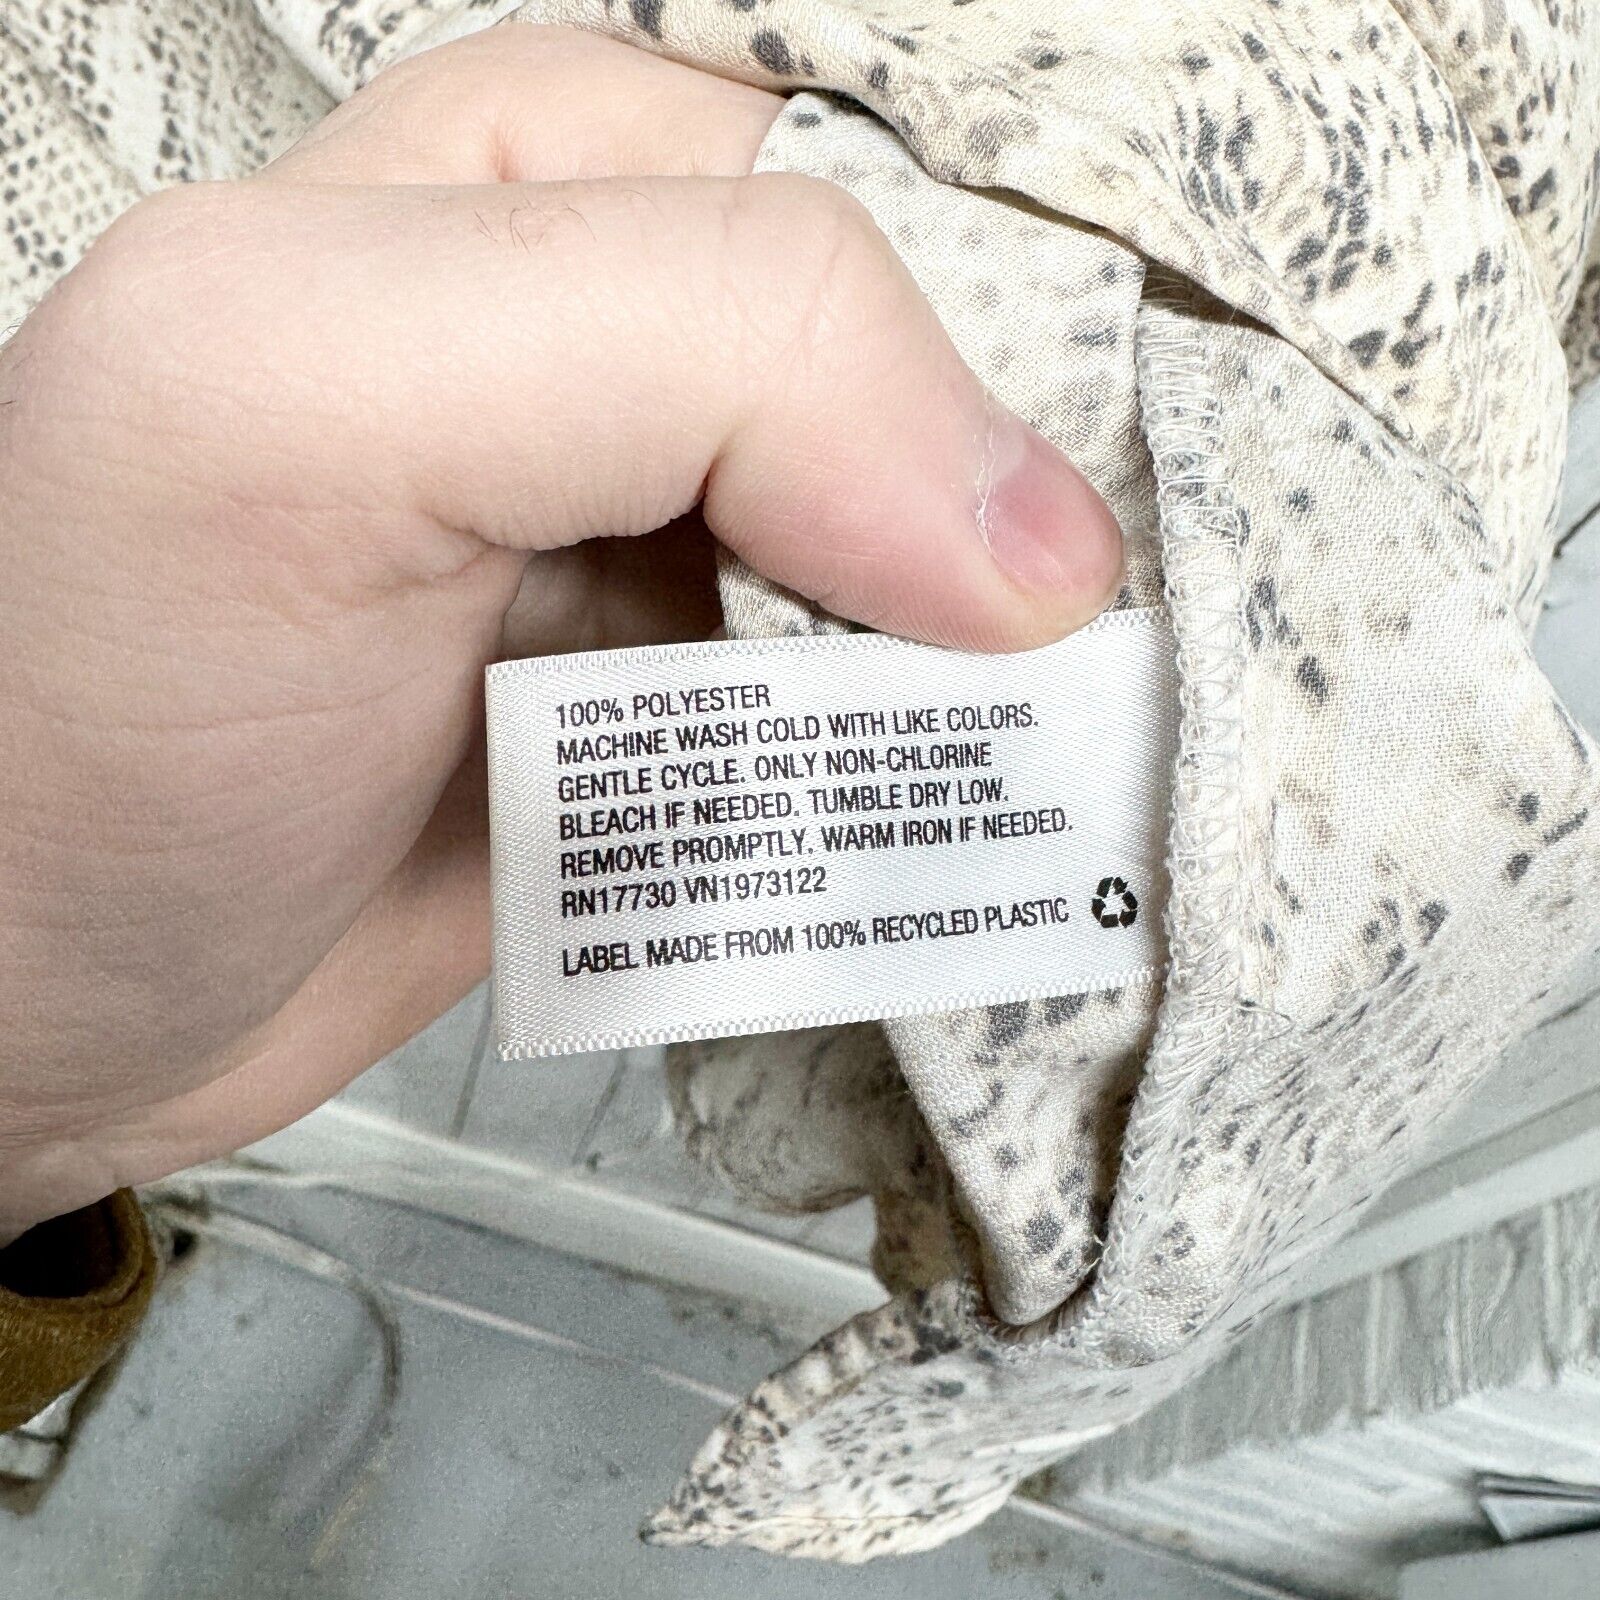 100% POLYESTER
MACHINE WASH COLD WITH LIKE COLORS.
GENTLE CYCLE. ONLY NON-CHLORINE
BLEACH IF NEEDED. TUMBLE DRY LOW.
REMOVE PROMPTLY. WARM IRON IF NEEDED.
RN17730 VN1973122
LABEL MADE FROM 100% RECYCLED PLASTIC